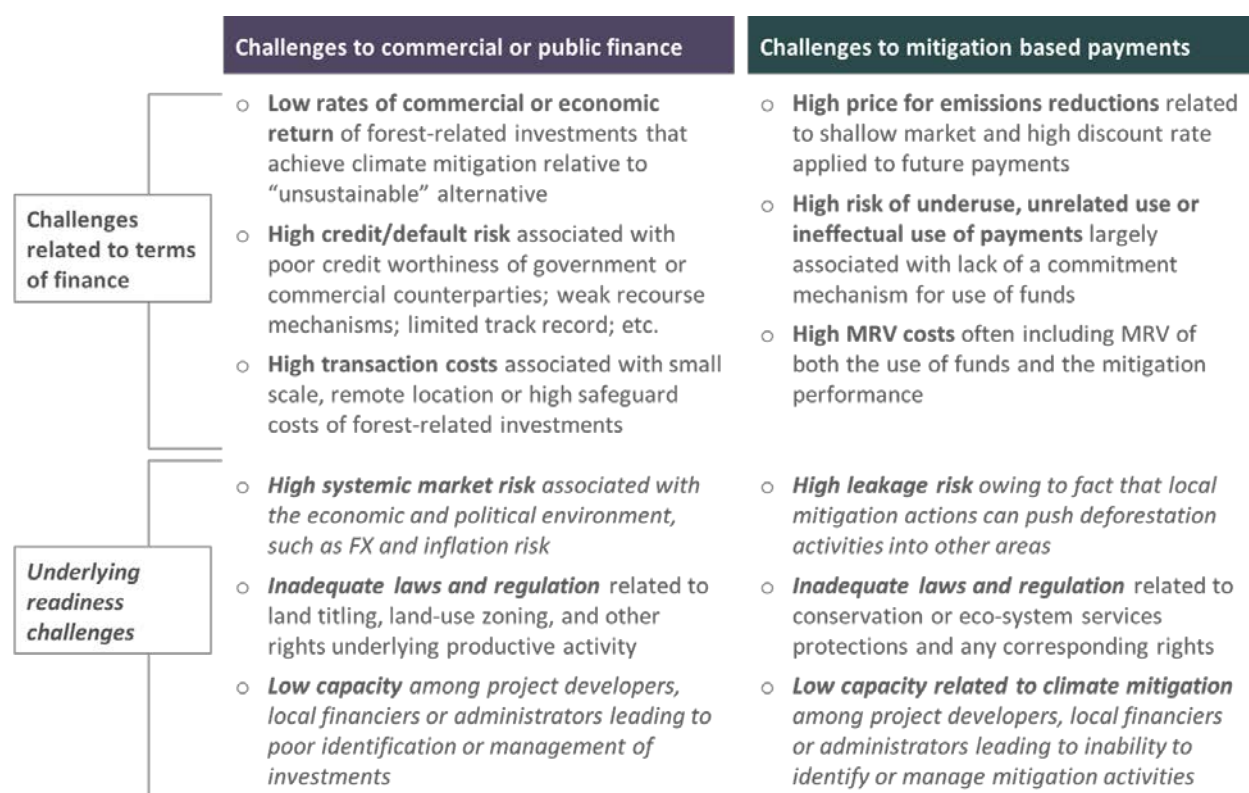 Challenges to commercial or public finance
Challenges to mitigation based payments
Challenges
related to terms
of finance
○ Low rates of commercial or economic
return of forest-related investments that
achieve climate mitigation relative to
“unsustainable” alternative
○ High credit/default risk associated with
poor credit worthiness of government or
commercial counterparties; weak recourse
mechanisms; limited track record; etc.
○ High transaction costs associated with small
scale, remote location or high safeguard
costs of forest-related investments
○ High price for emissions reductions related
to shallow market and high discount rate
applied to future payments
○ High risk of underuse, unrelated use or
ineffectual use of payments largely
associated with lack of a commitment
mechanism for use of funds
○ High MRV costs often including MRV of
both the use of funds and the mitigation
performance
Underlying
readiness
challenges
○ High systemic market risk associated with
the economic and political environment,
such as FX and inflation risk
○ Inadequate laws and regulation related to
land titling, land-use zoning, and other
rights underlying productive activity
○ Low capacity among project developers,
local financiers or administrators leading to
poor identification or management of
investments
○ High leakage risk owing to fact that local
mitigation actions can push deforestation
activities into other areas
○ Inadequate laws and regulation related to
conservation or eco-system services
protections and any corresponding rights
○ Low capacity related to climate mitigation
among project developers, local financiers
or administrators leading to inability to
identify or manage mitigation activities